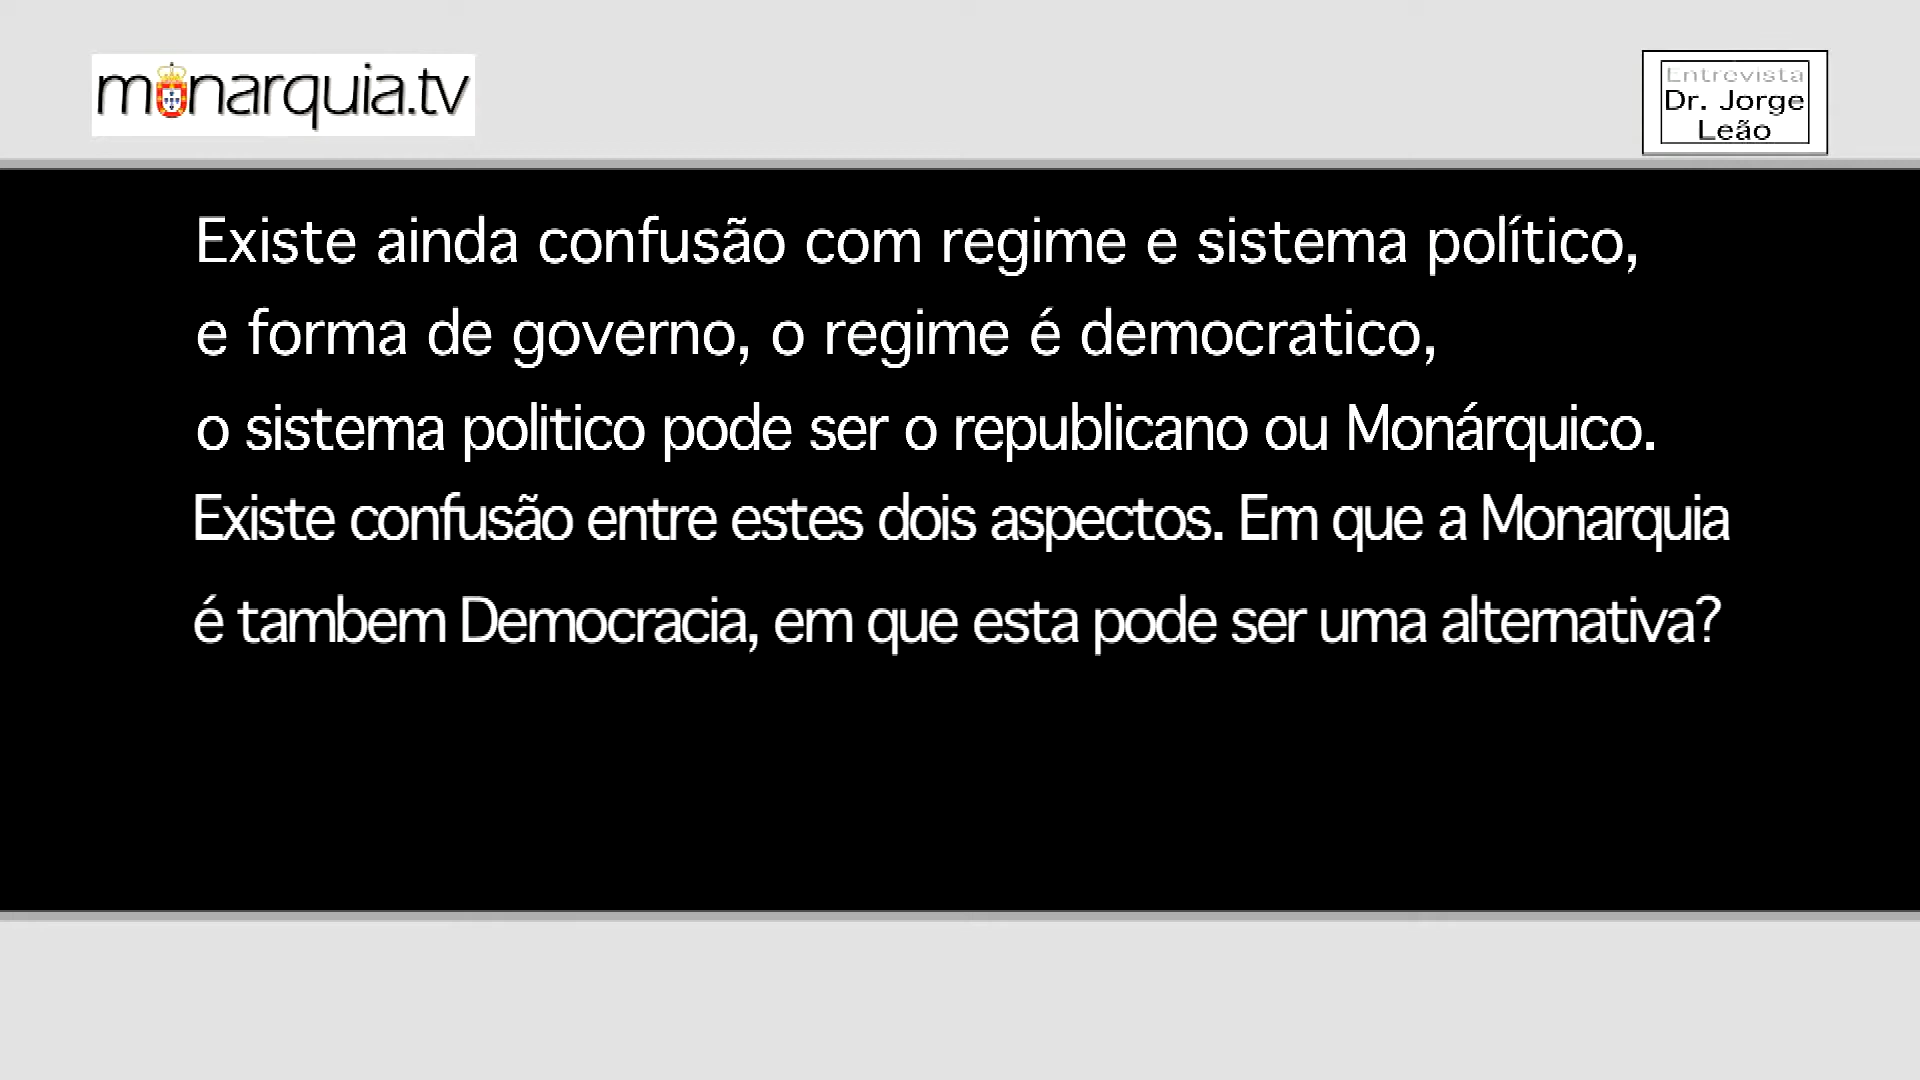 monarquia.tv
Entrevista
Dr. Jorge
Leão
Existe ainda confusão com regime e sistema político,
e forma de governo, o regime é democratico,
o sistema politico pode ser o republicano ou Monárquico.
Existe confusão entre estes dois aspectos. Em que a Monarquia
é tambem Democracia, em que esta pode ser uma alternativa?